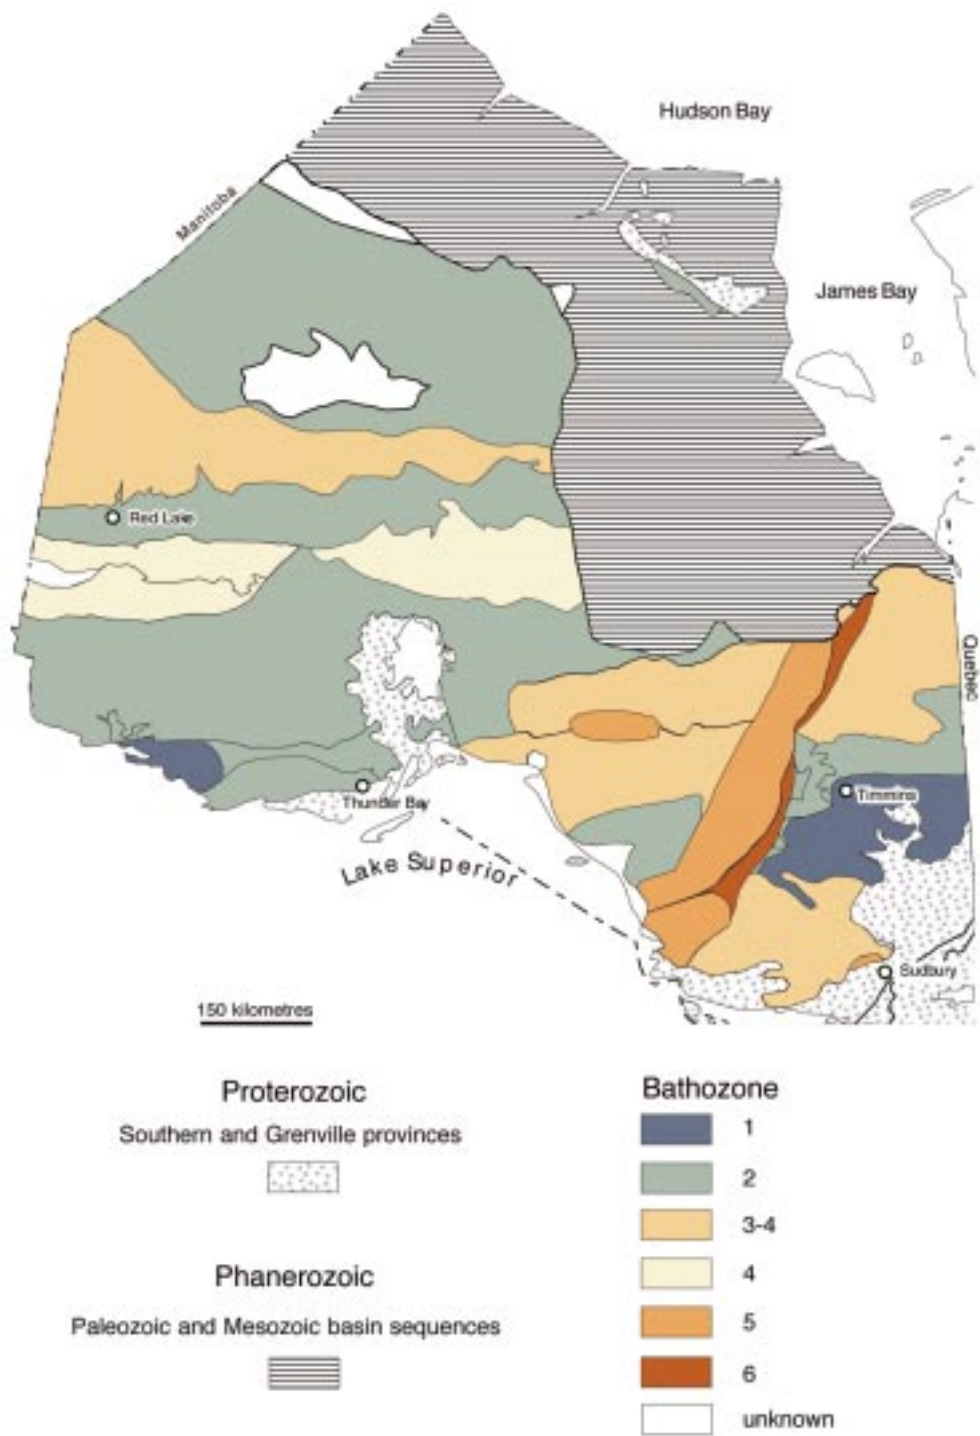 Hudson Bay
Manitoba
James Bay
Red Lake
Quebec
Timmins
Thunder Bay
Lake Superior
Sudbury
150 kilometres
Proterozoic
Southern and Grenville provinces
Phanerozoic
Paleozoic and Mesozoic basin sequences
Bathozone
1
2
3-4
4
5
6
unknown